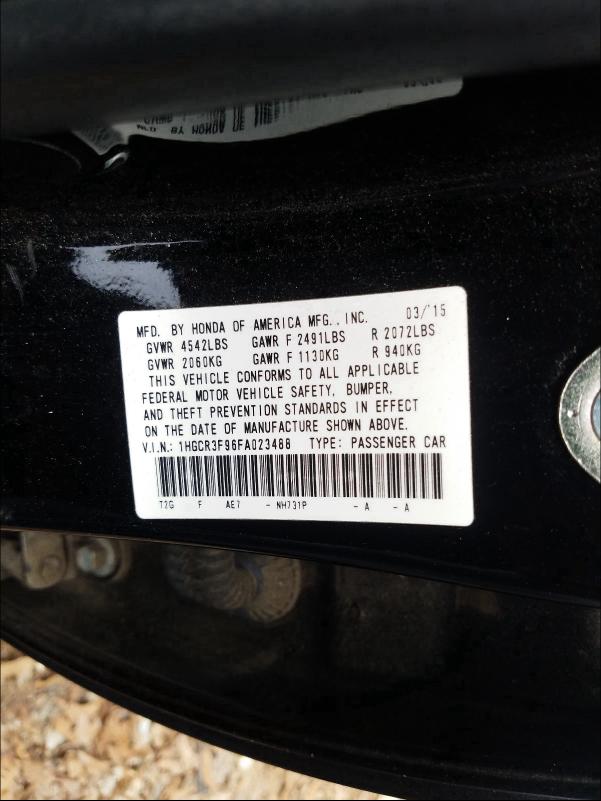 BY HONDA
MFD. BY HONDA OF AMERICA MFG., INC. 03/'15
GVWR 4542LBS GAWR F 2491LBS R 2072LBS
GVWR 2060KG GAWR F 1130KG R 940KG
THIS VEHICLE CONFORMS TO ALL APPLICABLE
FEDERAL MOTOR VEHICLE SAFETY, BUMPER,
AND THEFT PREVENTION STANDARDS IN EFFECT
ON THE DATE OF MANUFACTURE SHOWN ABOVE.
V.I.N.: 1HGCR3F96FA023468 TYPE: PASSENGER CAR
T2G F AE7 - NH731P - A - A